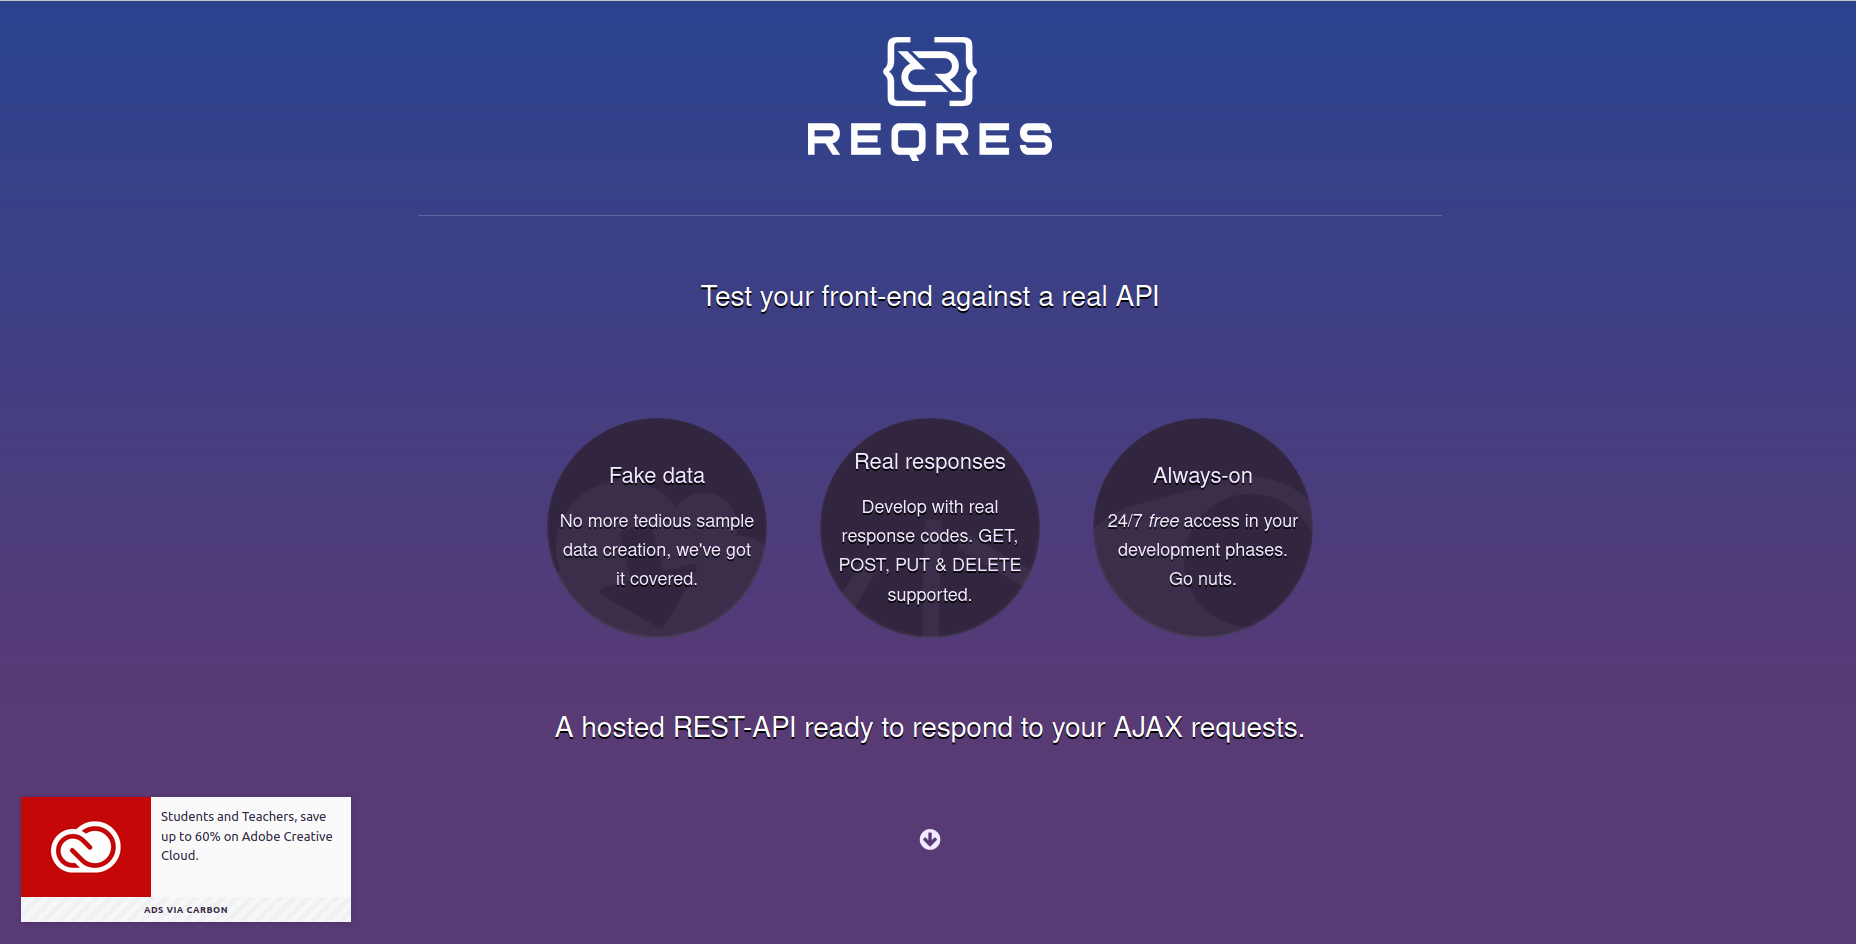 REQRES
Test your front-end against a real API
Fake data
No more tedious sample
data creation, we've got
it covered.
Real responses
Develop with real
response codes. GET,
POST, PUT & DELETE
supported.
Always-on
24/7 free access in your
development phases.
Go nuts.
A hosted REST-API ready to respond to your AJAX requests.
Students and Teachers, save
up to 60% on Adobe Creative
Cloud.
ADS VIA CARBON